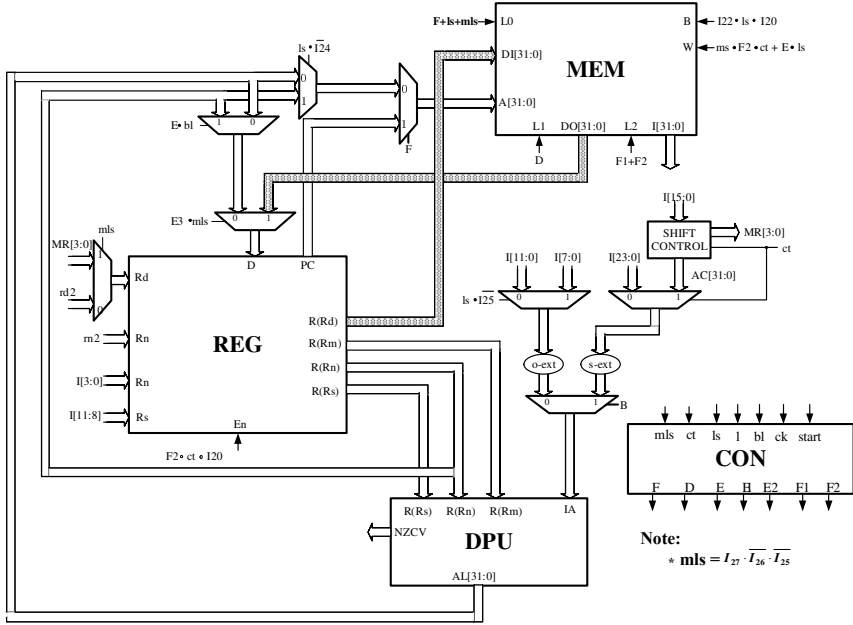 F+ls+mls
L0
B
I22•ls•I20
W
ms•F2•ct + E•ls
DI[31:0]
MEM
A[31:0]
L1
DO[31:0]
L2
I[31:0]
D
F1+F2
ls•I24
0
1
0
1
F
E•bl
1
0
E3•mls
0
1
I[15:0]
SHIFT
CONTROL
MR[3:0]
ct
AC[31:0]
mls
MR[3:0]
1
rd2
0
D
PC
Rd
REG
R(Rd)
R(Rm)
R(Rn)
R(Rs)
rn2
Rn
I[3:0]
Rn
I[11:8]
Rs
En
F2•ct•I20
I[11:0]
I[7:0]
I[23:0]
ls•I25
0
1
0
1
o-ext
s-ext
0
1
B
mls ct ls l bl ck start
CON
F D E B E2 F1 F2
R(Rs) R(Rn) R(Rm) IA
NZCV
DPU
AL[31:0]
Note:
* mls = I27 · I26 · I25